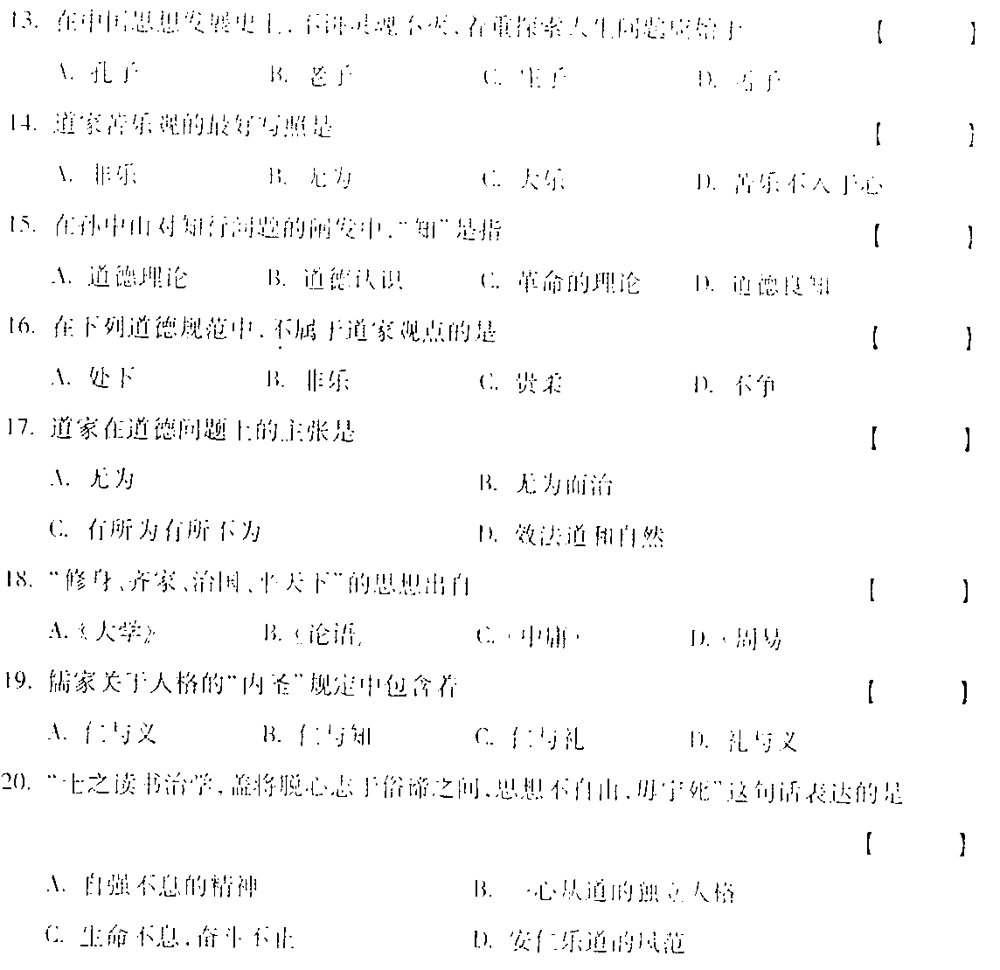 13. 在中国思想发展史上,不讲灵魂不灭,着重探索人生问题应始于 【 】
A. 孔子 B. 老子 C. 庄子 D. 孟子
14. 道家苦乐观的最好写照是 【 】
A. 非乐 B. 无为 C. 大乐 D. 苦乐不入于心
15. 在孙中山对知行问题的阐发中,“知”是指 【 】
A. 道德理论 B. 道德认识 C. 革命的理论 D. 道德良知
16. 在下列道德规范中,不属于道家观点的是 【 】
A. 处下 B. 非乐 C. 贵柔 D. 不争
17. 道家在道德问题上的主张是 【 】
A. 无为 B. 无为而治
C. 有所为有所不为 D. 效法道和自然
18. “修身、齐家、治国、平天下”的思想出自 【 】
A.《大学》 B.《论语》 C.《中庸》 D.《周易
19. 儒家关于人格的“内圣”规定中包含着 【 】
A. 仁与义 B. 仁与知 C. 仁与礼 D. 礼与义
20. “士之读书治学,盖将脱心志于俗谛之间,思想不自由,毋宁死”这句话表达的是
【 】
A. 自强不息的精神 B. 一心从道的独立人格
C. 生命不息,奋斗不止 D. 安仁乐道的风范